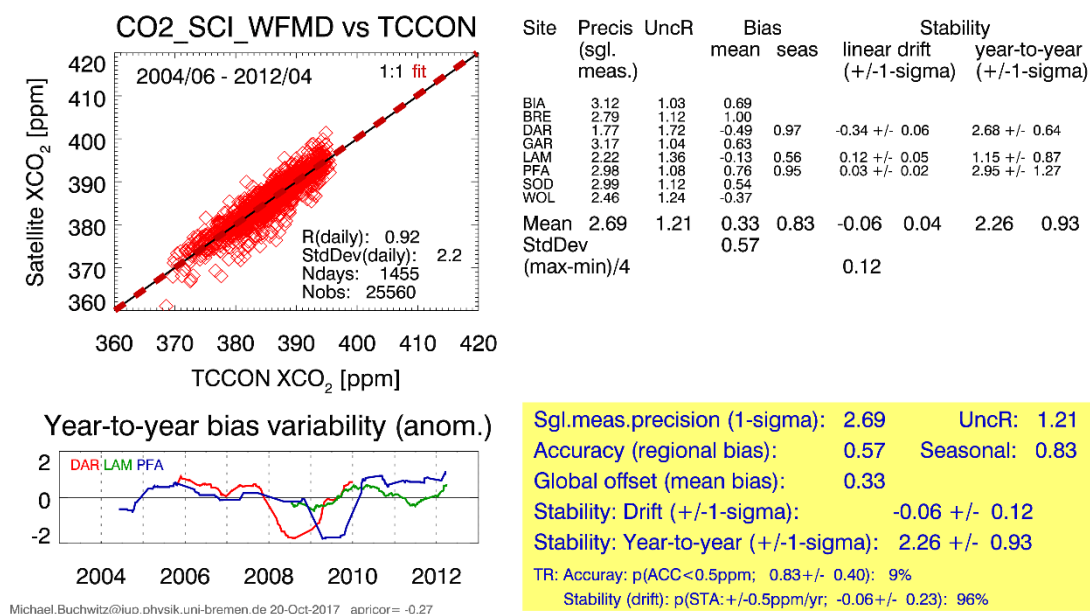 CO2_SCI_WFMD vs TCCON
2004/06 - 2012/04
1:1 fit
R(daily): 0.92
StdDev(daily): 2.2
Ndays: 1455
Nobs: 25560
Satellite XCO2 [ppm]
420
410
400
390
380
370
360
360 370 380 390 400 410 420
TCCON XCO2 [ppm]
Site Precis UncR Bias Stability
(sgl. mean seas linear drift year-to-year
meas.) (+/-1-sigma) (+/-1-sigma)
BIA 3.12 1.03 0.69
BRE 2.79 1.12 1.00
DAR 1.77 1.72 -0.49 0.97 -0.34 +/- 0.06 2.68 +/- 0.64
GAR 3.17 1.04 0.63
LAM 2.22 1.36 -0.13 0.56 0.12 +/- 0.05 1.15 +/- 0.87
PFA 2.98 1.08 0.76 0.95 0.03 +/- 0.02 2.95 +/- 1.27
SOD 2.99 1.12 0.54
WOL 2.46 1.24 -0.37
Mean 2.69 1.21 0.33 0.83 -0.06 0.04 2.26 0.93
StdDev 0.57
(max-min)/4 0.12
Year-to-year bias variability (anom.)
DAR LAM PFA
2
0
-2
2004 2006 2008 2010 2012
Sgl.meas.precision (1-sigma): 2.69 UncR: 1.21
Accuracy (regional bias): 0.57 Seasonal: 0.83
Global offset (mean bias): 0.33
Stability: Drift (+/-1-sigma): -0.06 +/- 0.12
Stability: Year-to-year (+/-1-sigma): 2.26 +/- 0.93
TR: Accuray: p(ACC<0.5ppm; 0.83+/- 0.40): 9%
Stability (drift): p(STA:+/-0.5ppm/yr; -0.06+/- 0.23): 96%
Michael.Buchwitz@iup.physik.uni-bremen.de 20-Oct-2017 apricor= -0.27